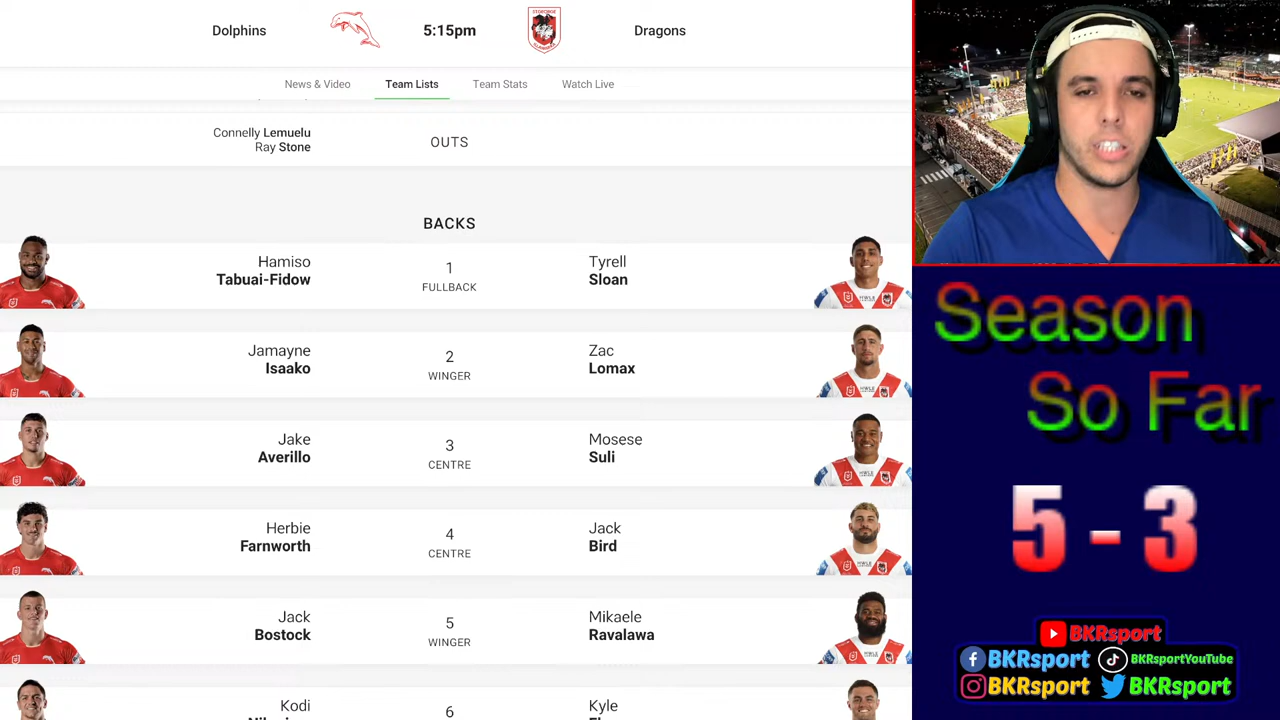 Dolphins
5:15pm
Dragons
News & Video
Team Lists
Team Stats
Watch Live
Connelly Lemuelu
Ray Stone
OUTS
BACKS
Hamiso
Tabuai-Fidow
1
FULLBACK
Tyrell
Sloan
Jamayne
Isaako
2
WINGER
Zac
Lomax
Jake
Averillo
3
CENTRE
Mosese
Suli
Herbie
Farnworth
4
CENTRE
Jack
Bird
Jack
Bostock
5
WINGER
Mikaele
Ravalawa
Kodi
6
Kyle
Season
So Far
5 - 3
BKRsport
BKRsport
BKRsportYouTube
BKRsport
BKRsport